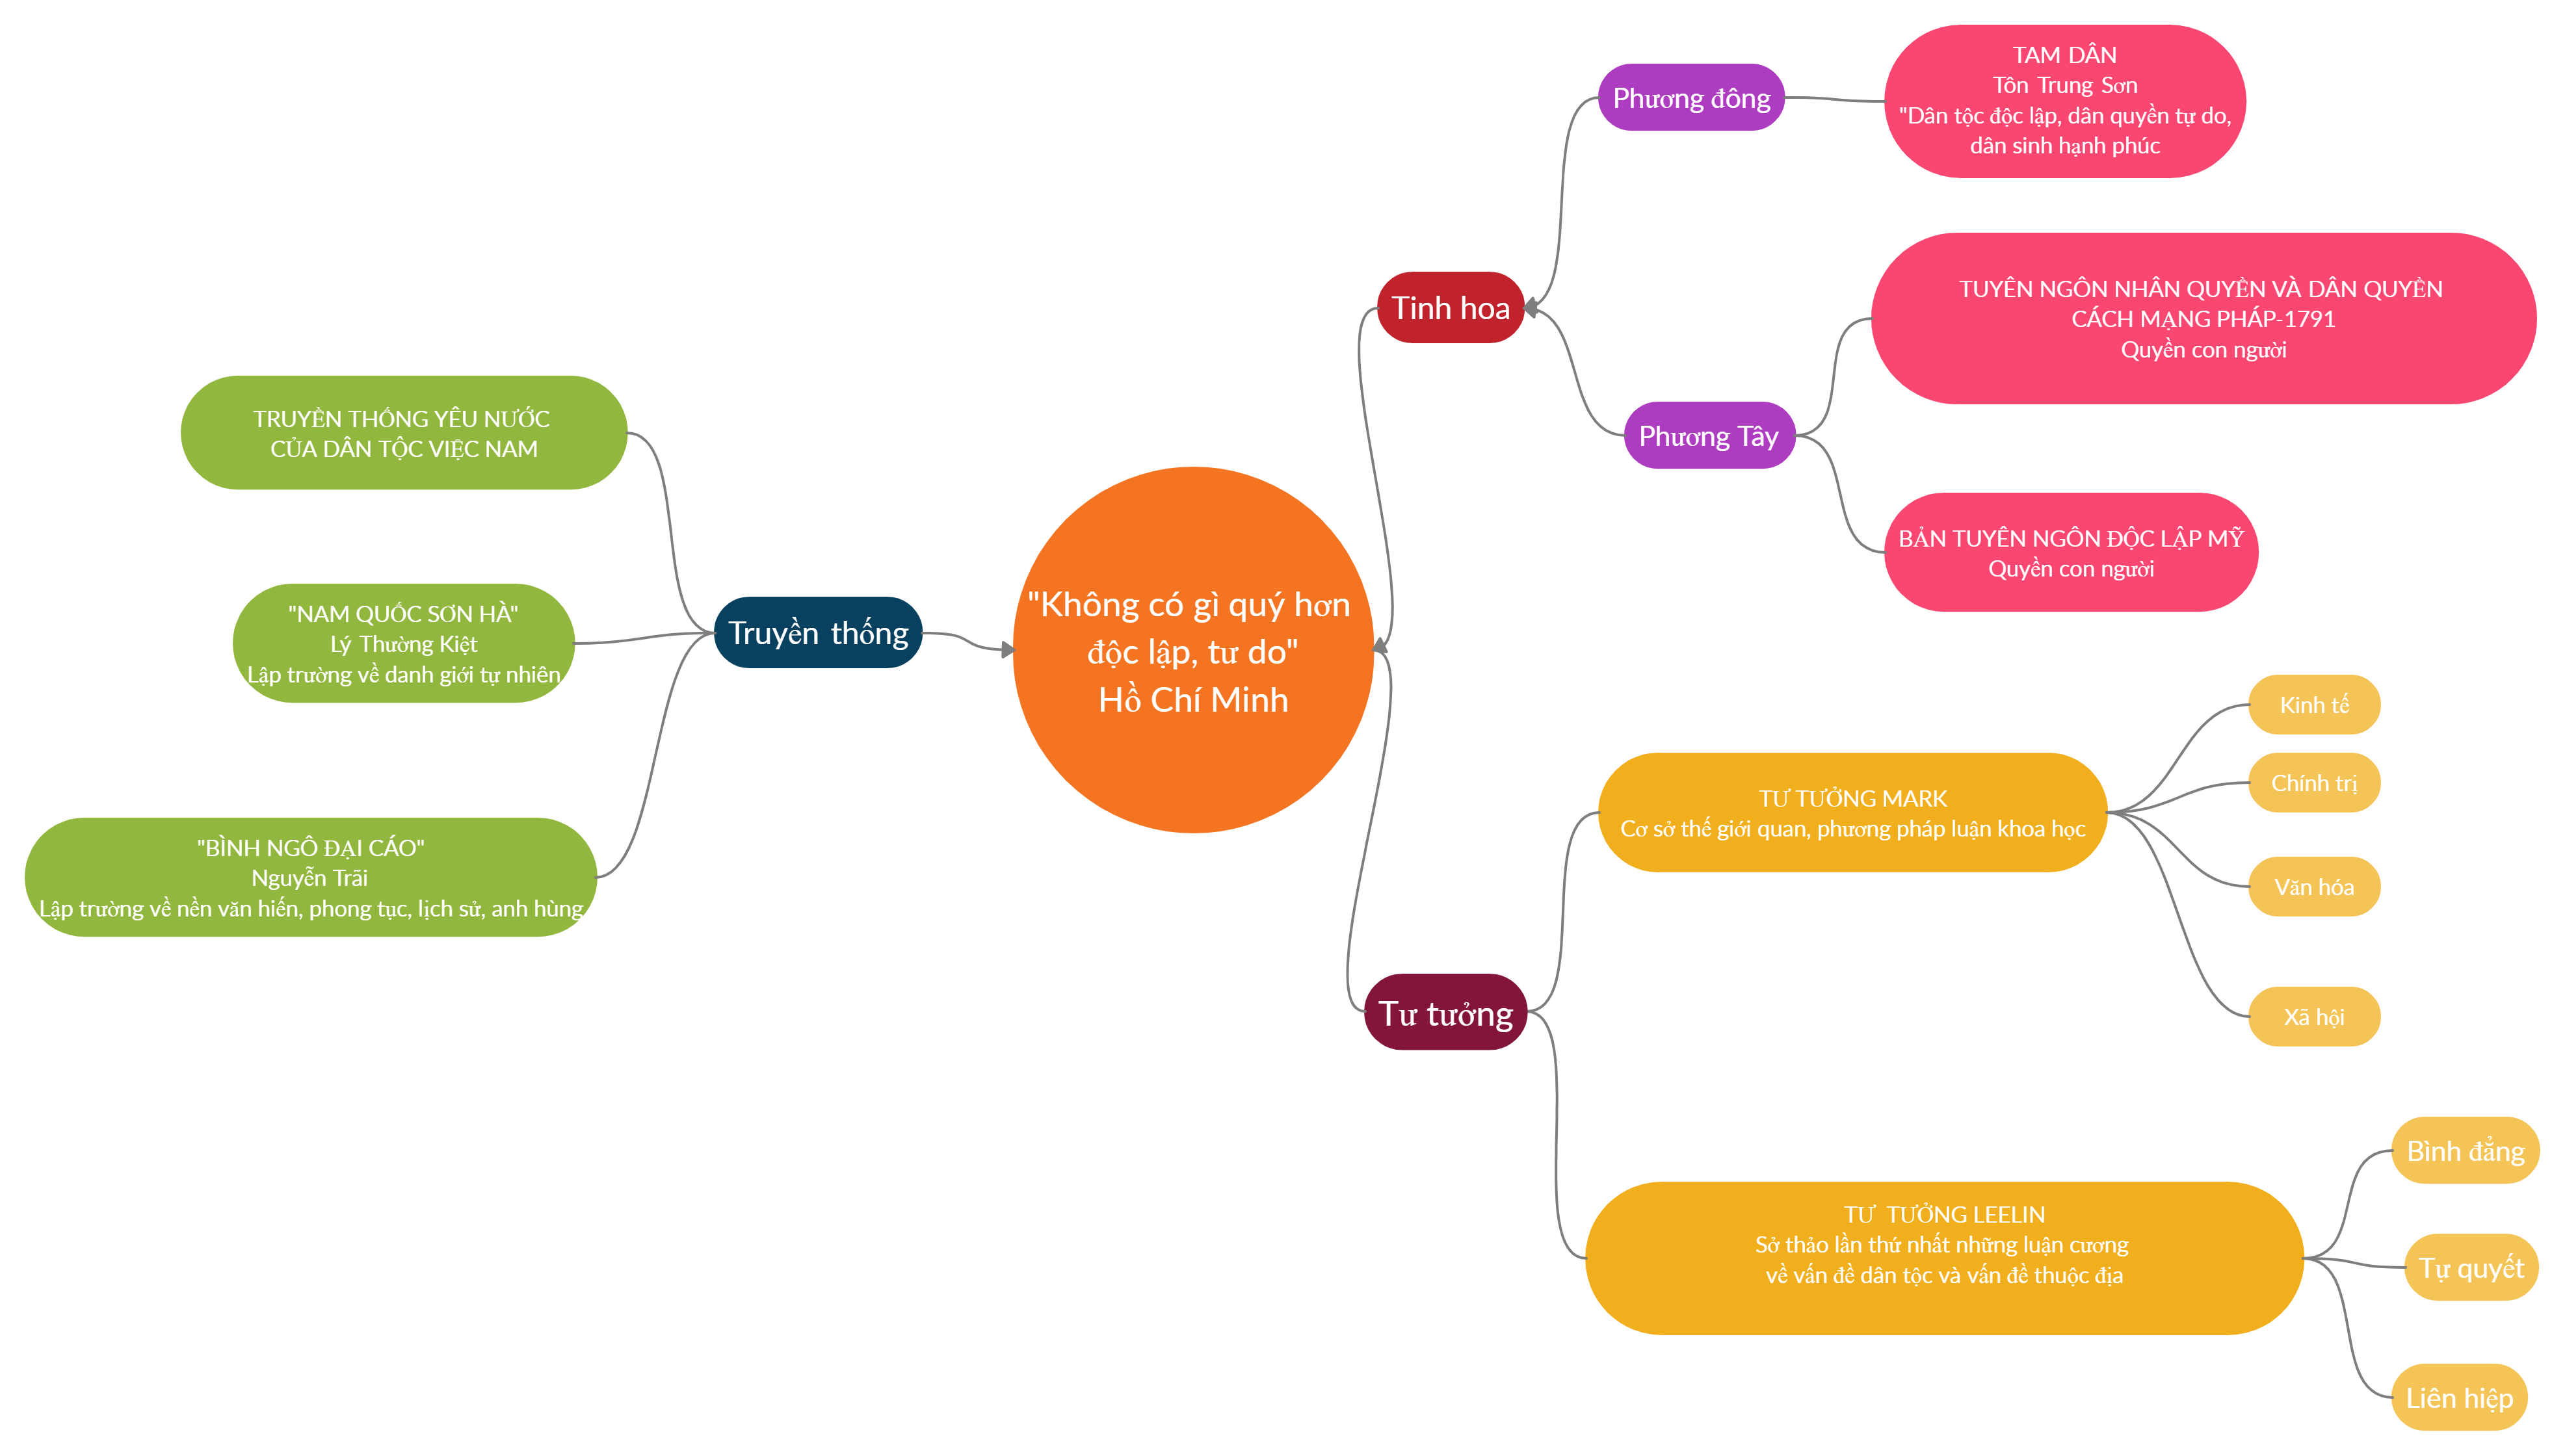 TRUYỀN THỐNG YÊU NƯỚC
CỦA DÂN TỘC VIỆC NAM
"NAM QUỐC SƠN HÀ"
Lý Thường Kiệt
Lập trường về danh giới tự nhiên
"BÌNH NGÔ ĐẠI CÁO"
Nguyễn Trãi
Lập trường về nền văn hiến, phong tục, lịch sử, anh hùng
Truyền thống
"Không có gì quý hơn
độc lập, tư do"
Hồ Chí Minh
Tinh hoa
Phương đông
TAM DÂN
Tôn Trung Sơn
"Dân tộc độc lập, dân quyền tự do,
dân sinh hạnh phúc
Phương Tây
TUYÊN NGÔN NHÂN QUYỀN VÀ DÂN QUYỀN
CÁCH MẠNG PHÁP-1791
Quyền con người
BẢN TUYÊN NGÔN ĐỘC LẬP MỸ
Quyền con người
Tư tưởng
TƯ TƯỞNG MARK
Cơ sở thế giới quan, phương pháp luận khoa học
Kinh tế
Chính trị
Văn hóa
Xã hội
TƯ TƯỞNG LEELIN
Sở thảo lần thứ nhất những luận cương
về vấn đề dân tộc và vấn đề thuộc địa
Bình đẳng
Tự quyết
Liên hiệp